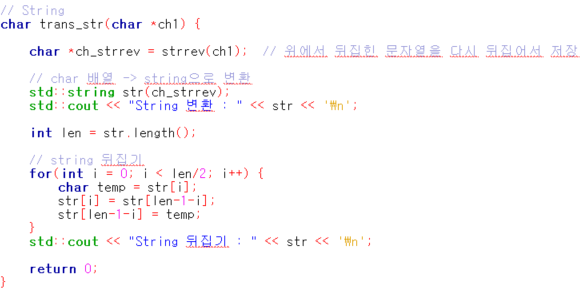 // String
char trans_str(char *ch1) {
char *ch_strrev = strrev(ch1);  // 위에서 뒤집힌 문자열을 다시 뒤집어서 저장
// char 배열 -> string으로 변환
std::string str(ch_strrev);
std::cout << "String 변환 : " << str << '₩n';
int len = str.length();
// string 뒤집기
for(int i = 0; i < len/2; i++) {
char temp = str[i];
str[i] = str[len-1-i];
str[len-1-i] = temp;
}
std::cout << "String 뒤집기 : " << str << '₩n';
return 0;
}